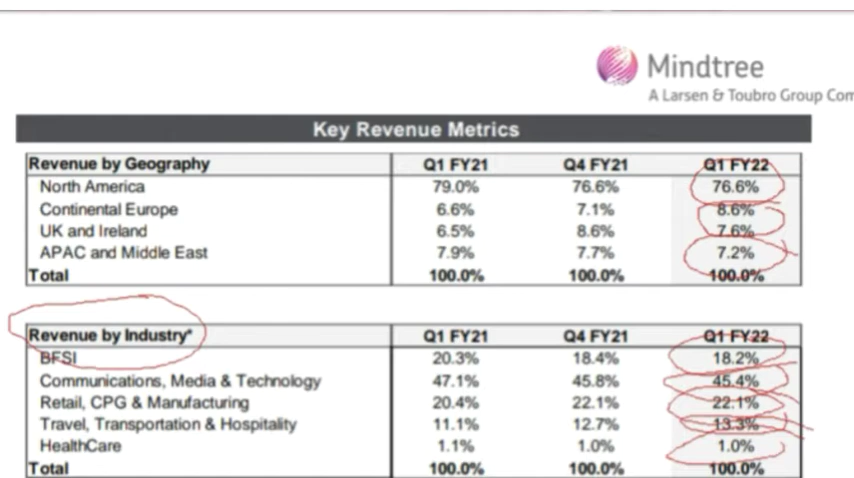 Mindtree
A Larsen & Toubro Group Com
Key Revenue Metrics
Revenue by Geography Q1 FY21 Q4 FY21 Q1 FY22
North America 79.0% 76.6% 76.6%
Continental Europe 6.6% 7.1% 8.6%
UK and Ireland 6.5% 8.6% 7.6%
APAC and Middle East 7.9% 7.7% 7.2%
Total 100.0% 100.0% 100.0%
Revenue by Industry* Q1 FY21 Q4 FY21 Q1 FY22
BFSI 20.3% 18.4% 18.2%
Communications, Media & Technology 47.1% 45.8% 45.4%
Retail, CPG & Manufacturing 20.4% 22.1% 22.1%
Travel, Transportation & Hospitality 11.1% 12.7% 13.3%
HealthCare 1.1% 1.0% 1.0%
Total 100.0% 100.0% 100.0%